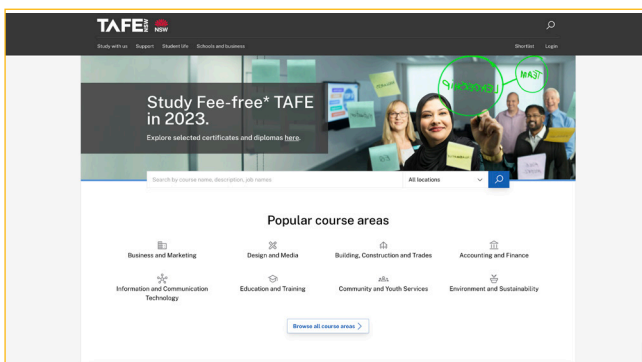 TAFE NSW
Study with us Support Student life Schools and business Shortlist Login
Study Fee-free* TAFE
in 2023.
Explore selected certificates and diplomas here.
LEADERSHIP
TEAM
Search by course name, description, job names All locations
Popular course areas
Business and Marketing Design and Media Building, Construction and Trades Accounting and Finance
Information and Communication Education and Training Community and Youth Services Environment and Sustainability
Technology
Browse all course areas